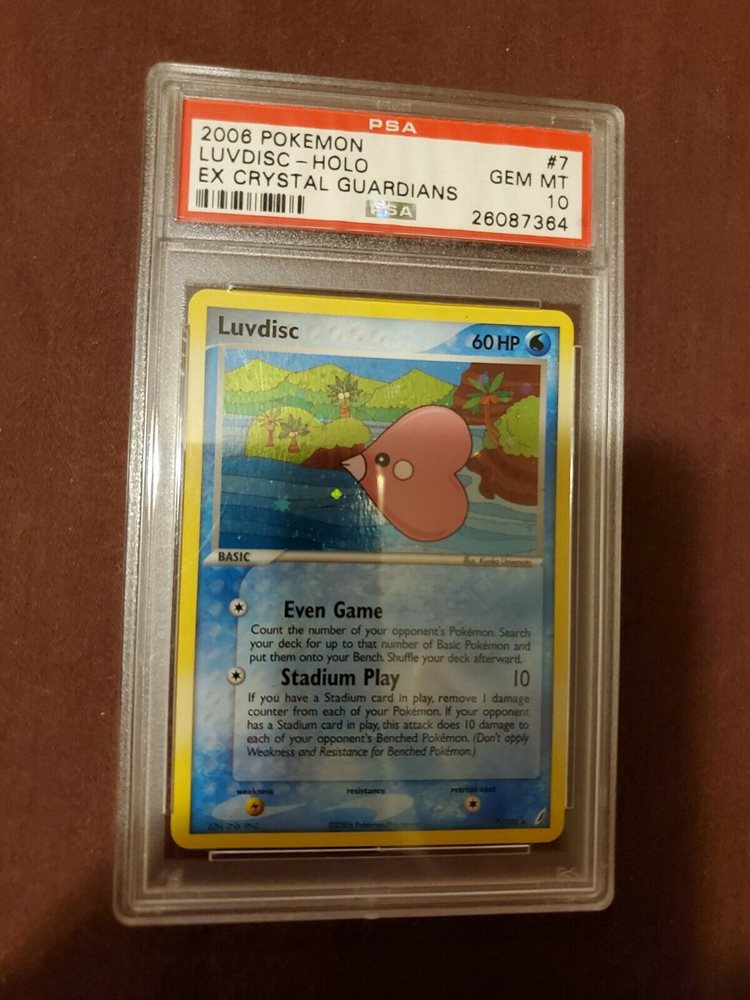 PSA
2006 POKEMON #7
LUVDISC - HOLO GEM MT
EX CRYSTAL GUARDIANS 10
PSA 26087364
Luvdisc 60 HP
BASIC
Illus. Kyoko Umemoto
Even Game
Count the number of your opponent's Pokémon. Search
your deck for up to that number of Basic Pokémon and
put them onto your Bench. Shuffle your deck afterward.
Stadium Play 10
If you have a Stadium card in play, remove 1 damage
counter from each of your Pokémon. If your opponent
has a Stadium card in play, this attack does 10 damage to
each of your opponent's Benched Pokémon. (Don't apply
Weakness and Resistance for Benched Pokémon.)
weakness resistance retreat cost
©2006 Pokémon